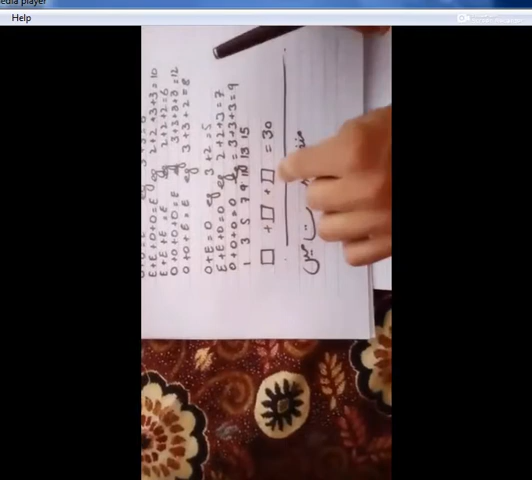 edia player
Help
E+E+O+O=E eg 2+2+3+3=10
E+E+E=E eg 2+2+2=6
O+O+O+O=E eg 3+3+3+3=12
O+O+E=E eg 3+3+2=8
O+E=O eg 3+2=5
E+E+O=O eg 2+2+3=7
O+O+O=O eg =3+3+3=9
1 3 5 7 9 11 13 15
□+□+□=30